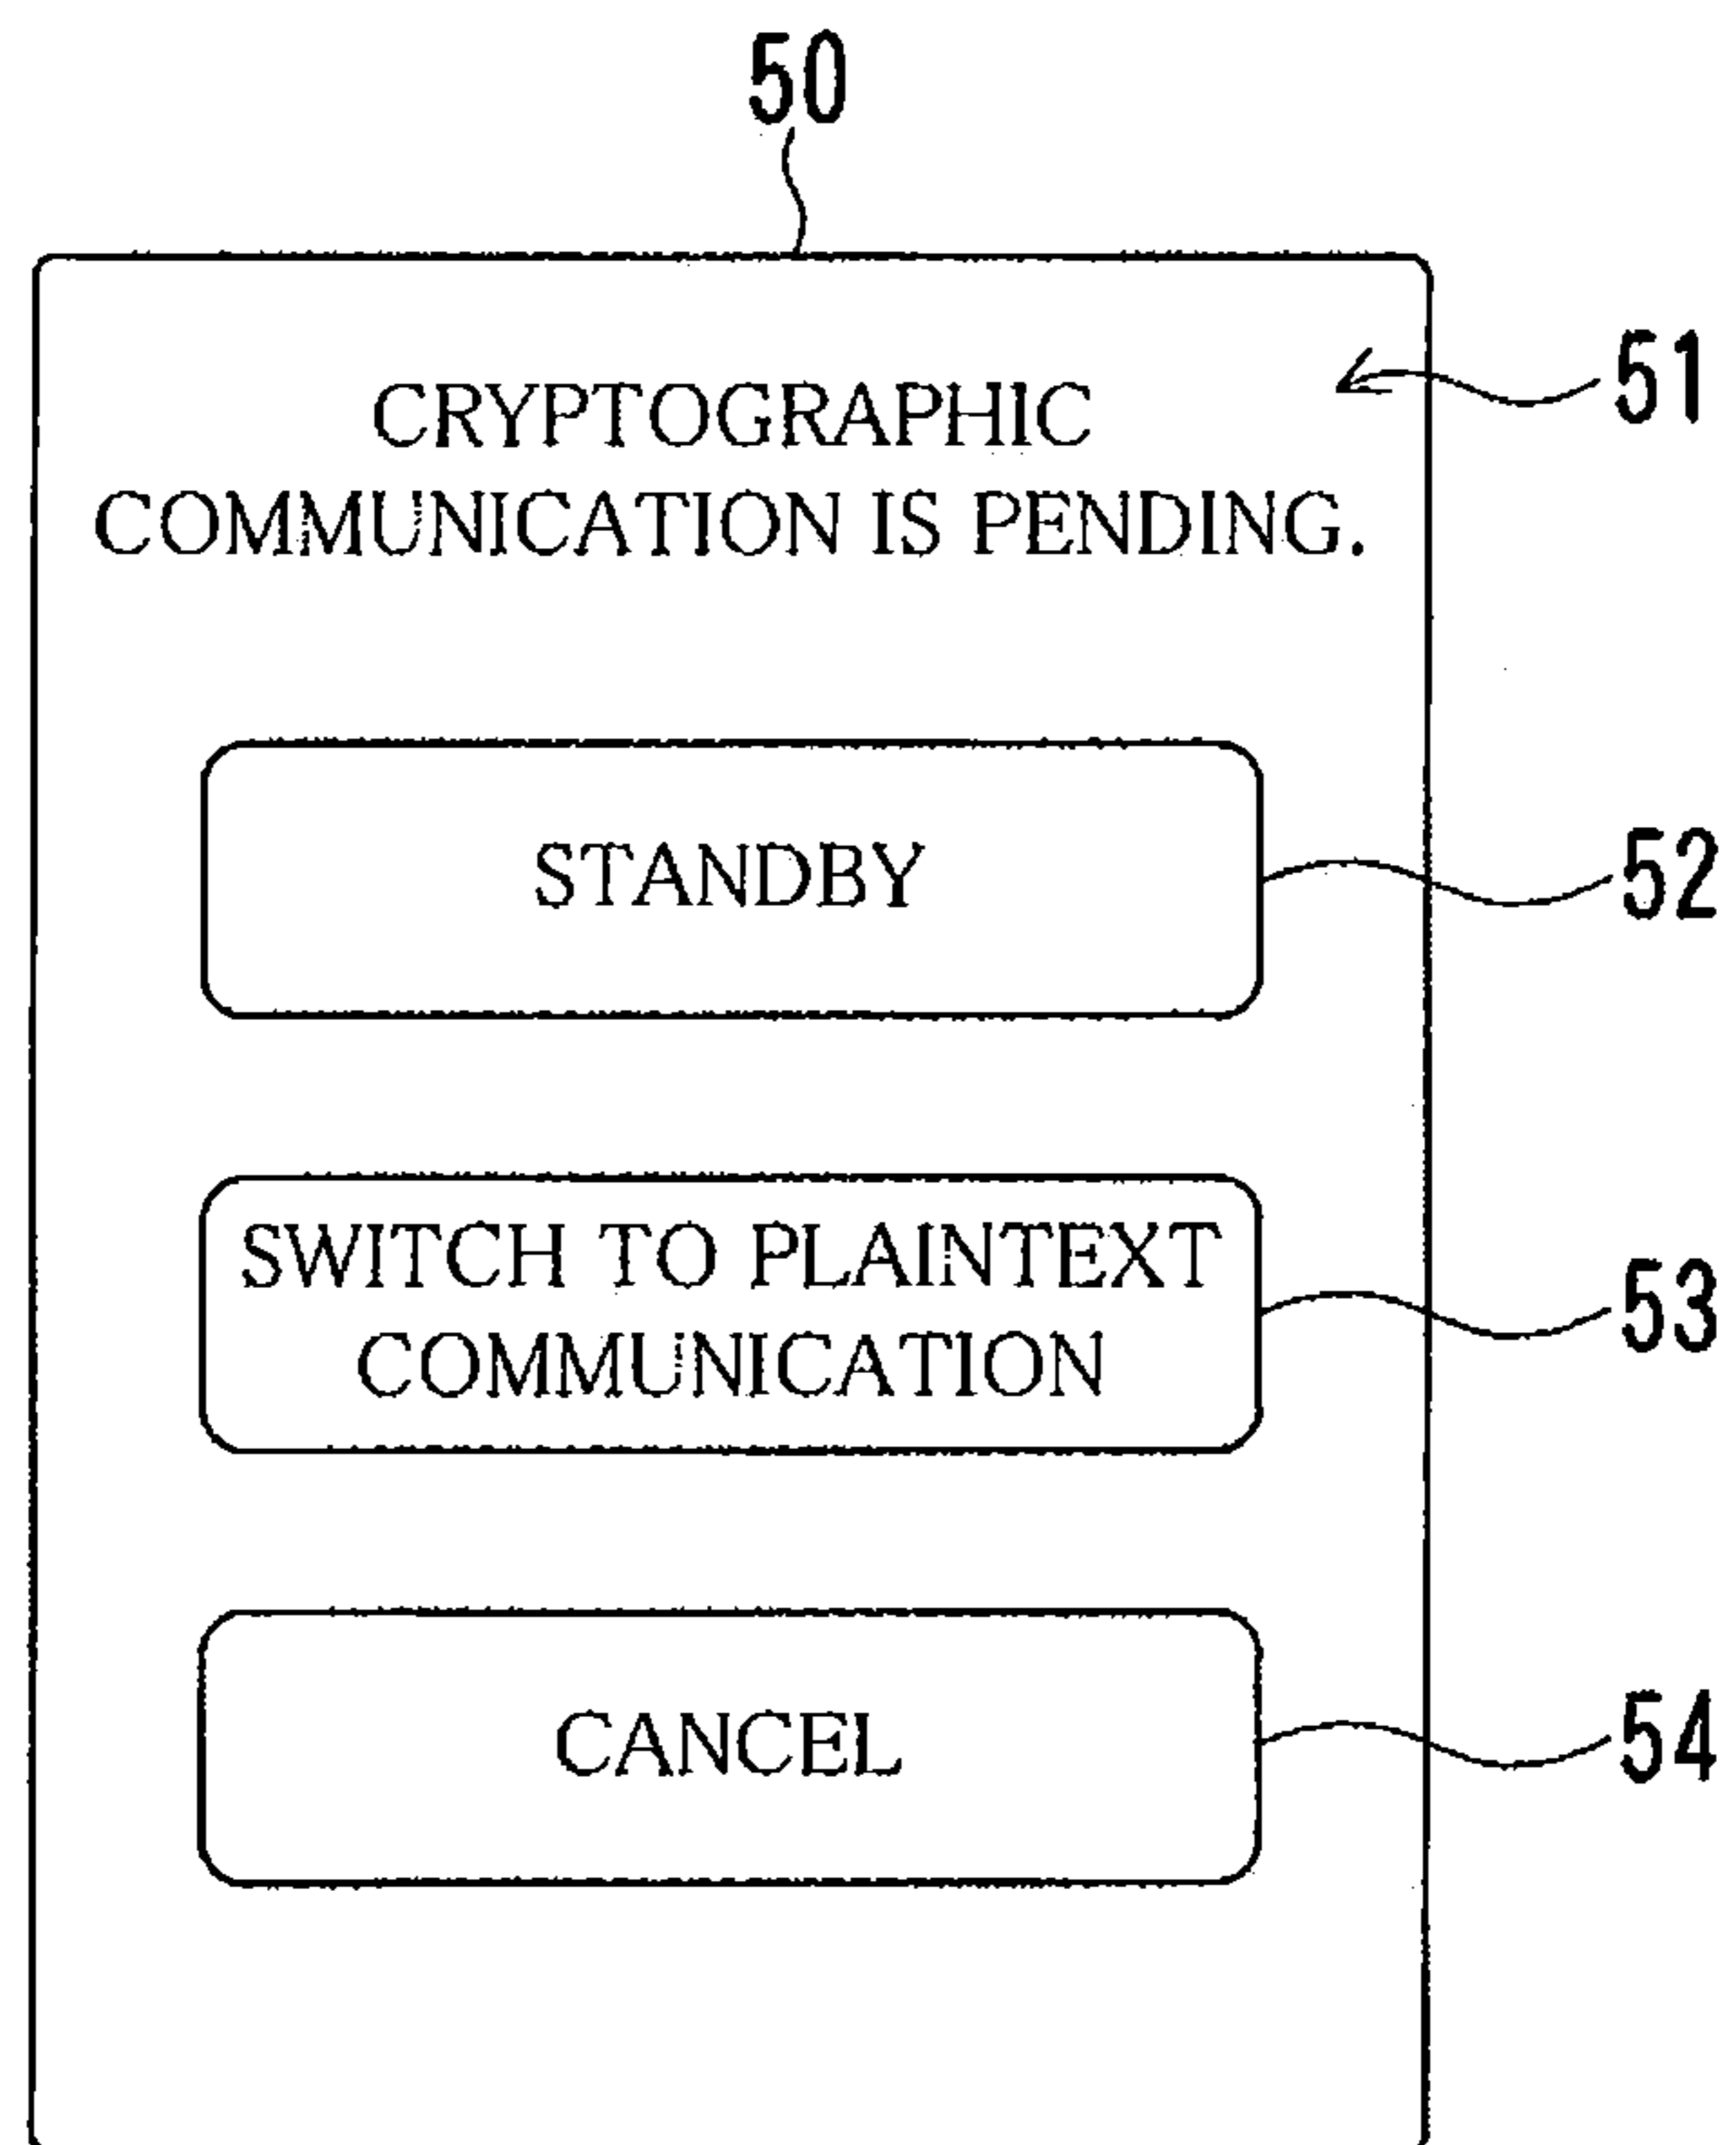 50
CRYPTOGRAPHIC
COMMUNICATION IS PENDING.
51
STANDBY
52
SWITCH TO PLAINTEXT
COMMUNICATION
53
CANCEL
54